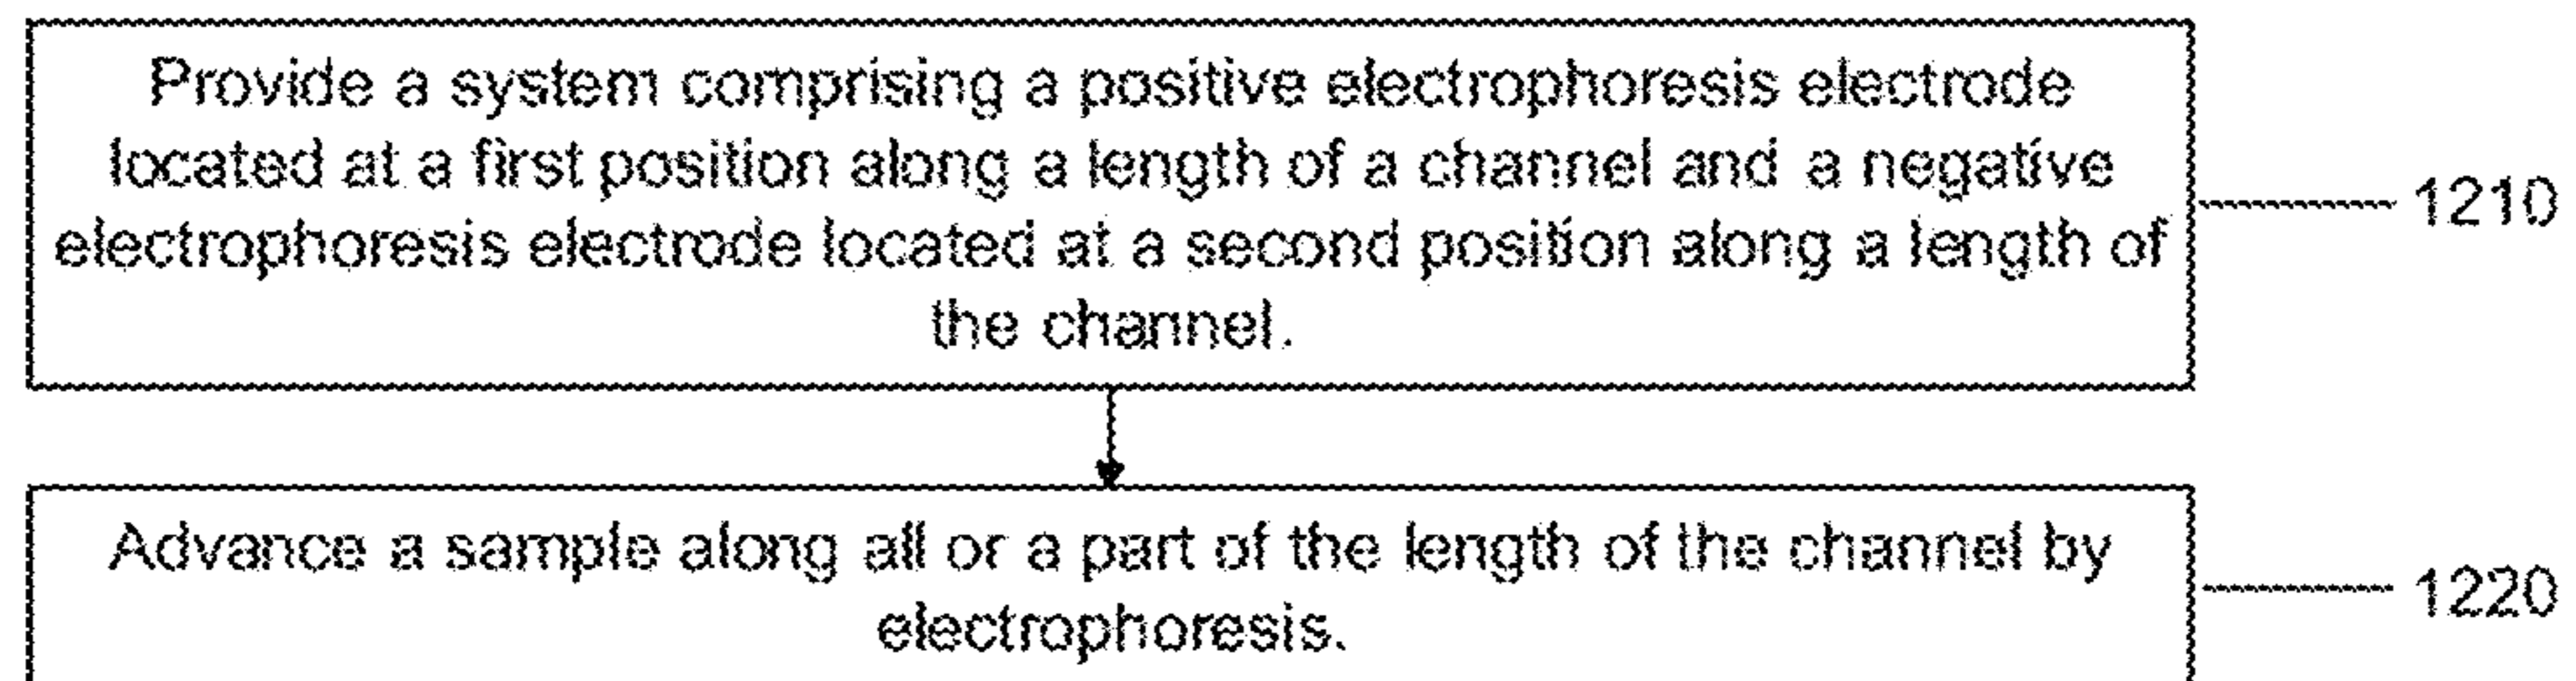 Provide a system comprising a positive electrophoresis electrode
located at a first position along a length of a channel and a negative
electrophoresis electrode located at a second position along a length of
the channel.
1210
Advance a sample along all or a part of the length of the channel by
electrophoresis.
1220